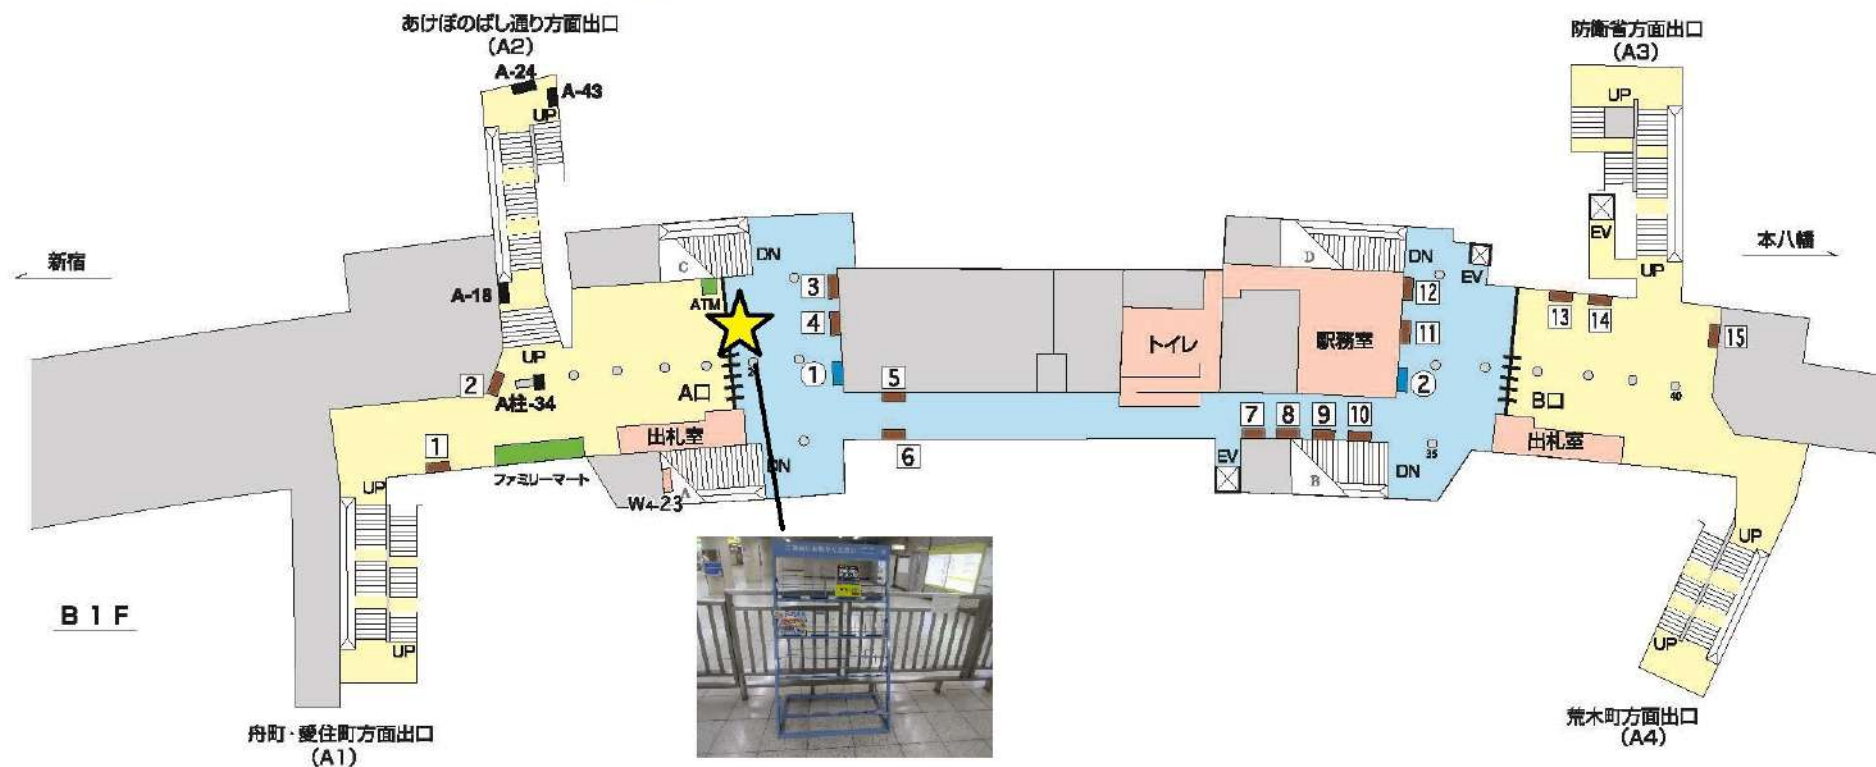 あけぼのばし通り方面出口
(A2)
A-24
A-43
UP
防衛省方面出口
(A3)
UP
新宿
本八幡
A-18
UP
C
DN
ATM
3
4
①
A口
2
A柱-34
1
ファミリーマート
出札室
DN
A
W4-23
5
6
トイレ
駅務室
D
DN
EV
12
11
②
7
8
9
10
EV
B
DN
35
EV
UP
13
14
15
B口
40
出札室
UP
UP
B1F
UP
UP
舟町・愛住町方面出口
(A1)
荒木町方面出口
(A4)